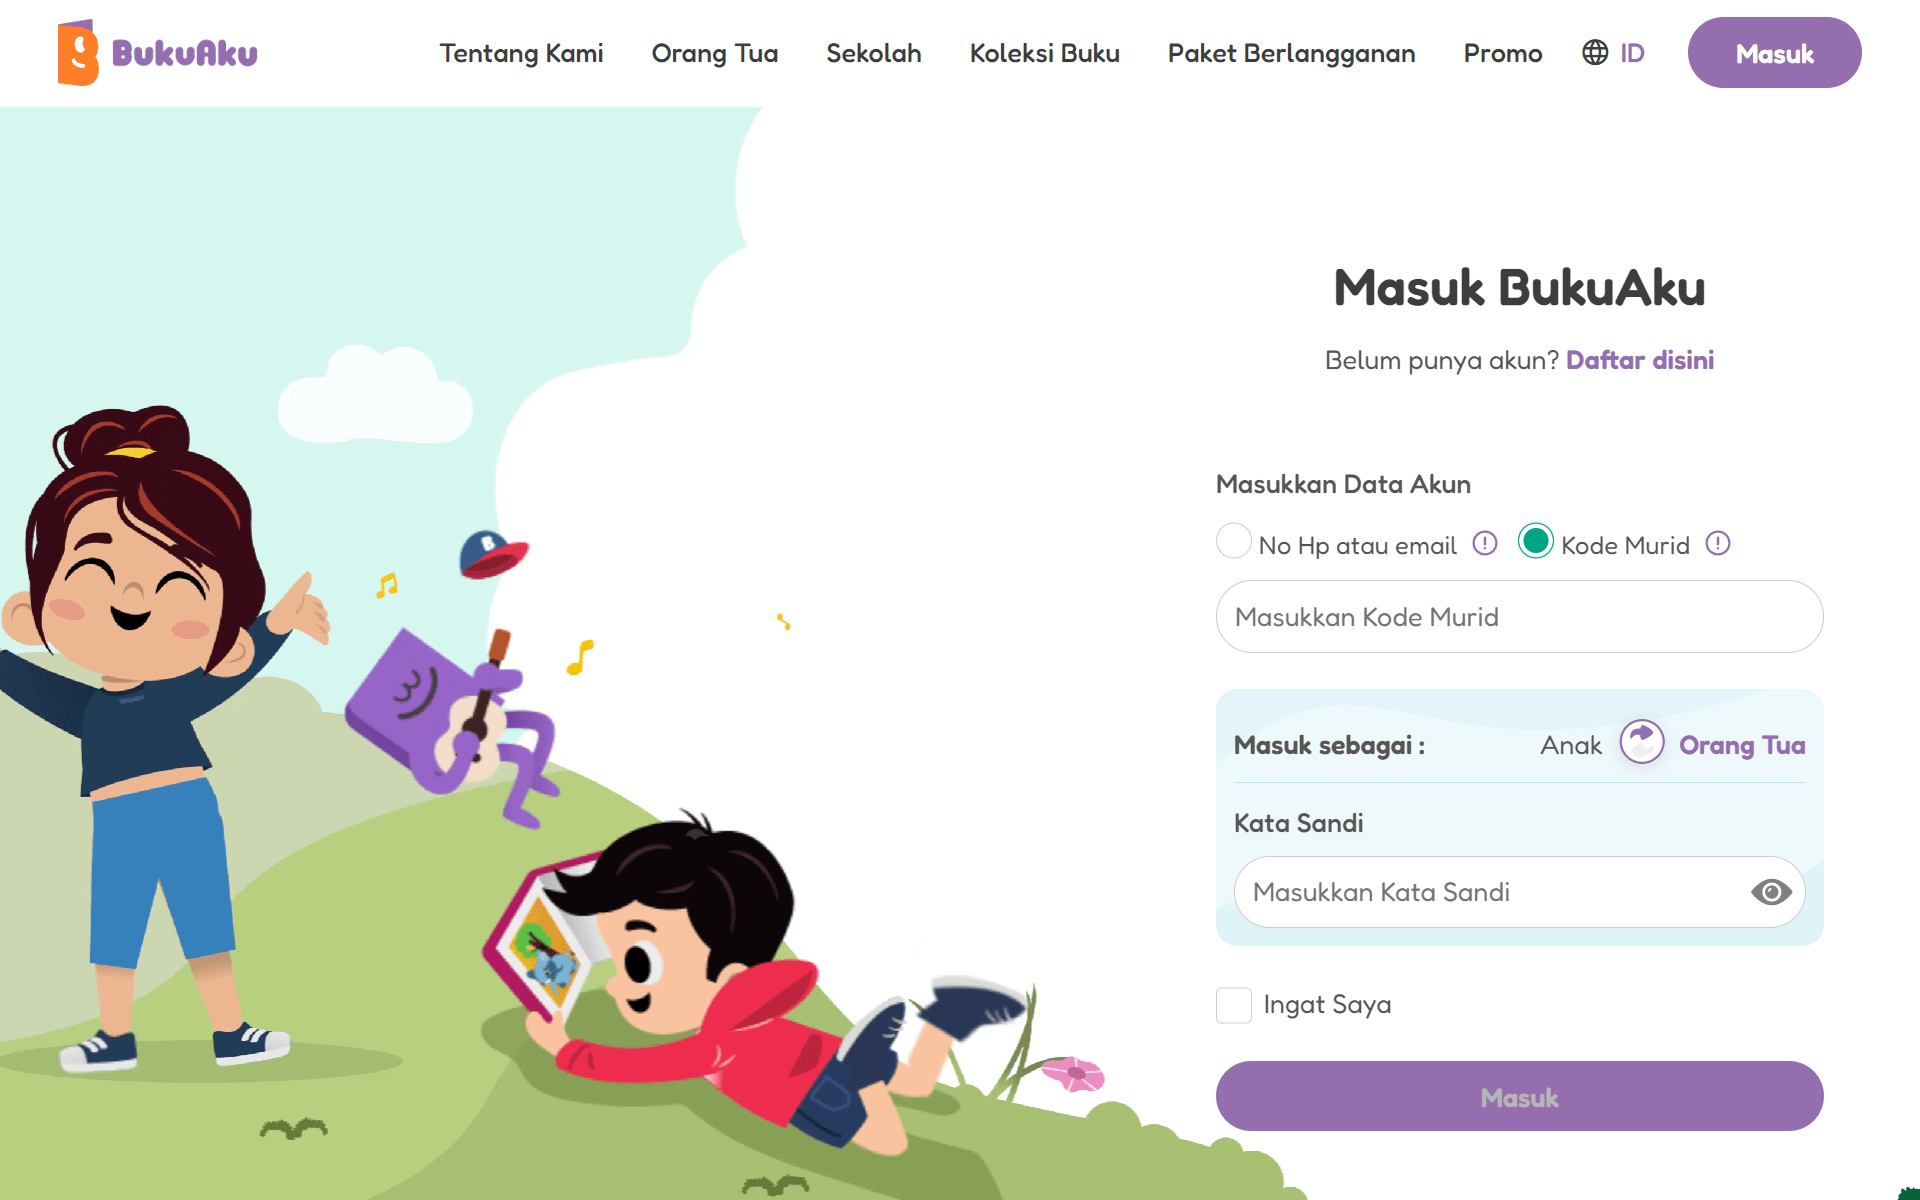 BukuAku
Tentang Kami
Orang Tua
Sekolah
Koleksi Buku
Paket Berlangganan
Promo
ID
Masuk
Masuk BukuAku
Belum punya akun? Daftar disini
Masukkan Data Akun
No Hp atau email
Kode Murid
Masukkan Kode Murid
Masuk sebagai :
Anak
Orang Tua
Kata Sandi
Masukkan Kata Sandi
Ingat Saya
Masuk
B